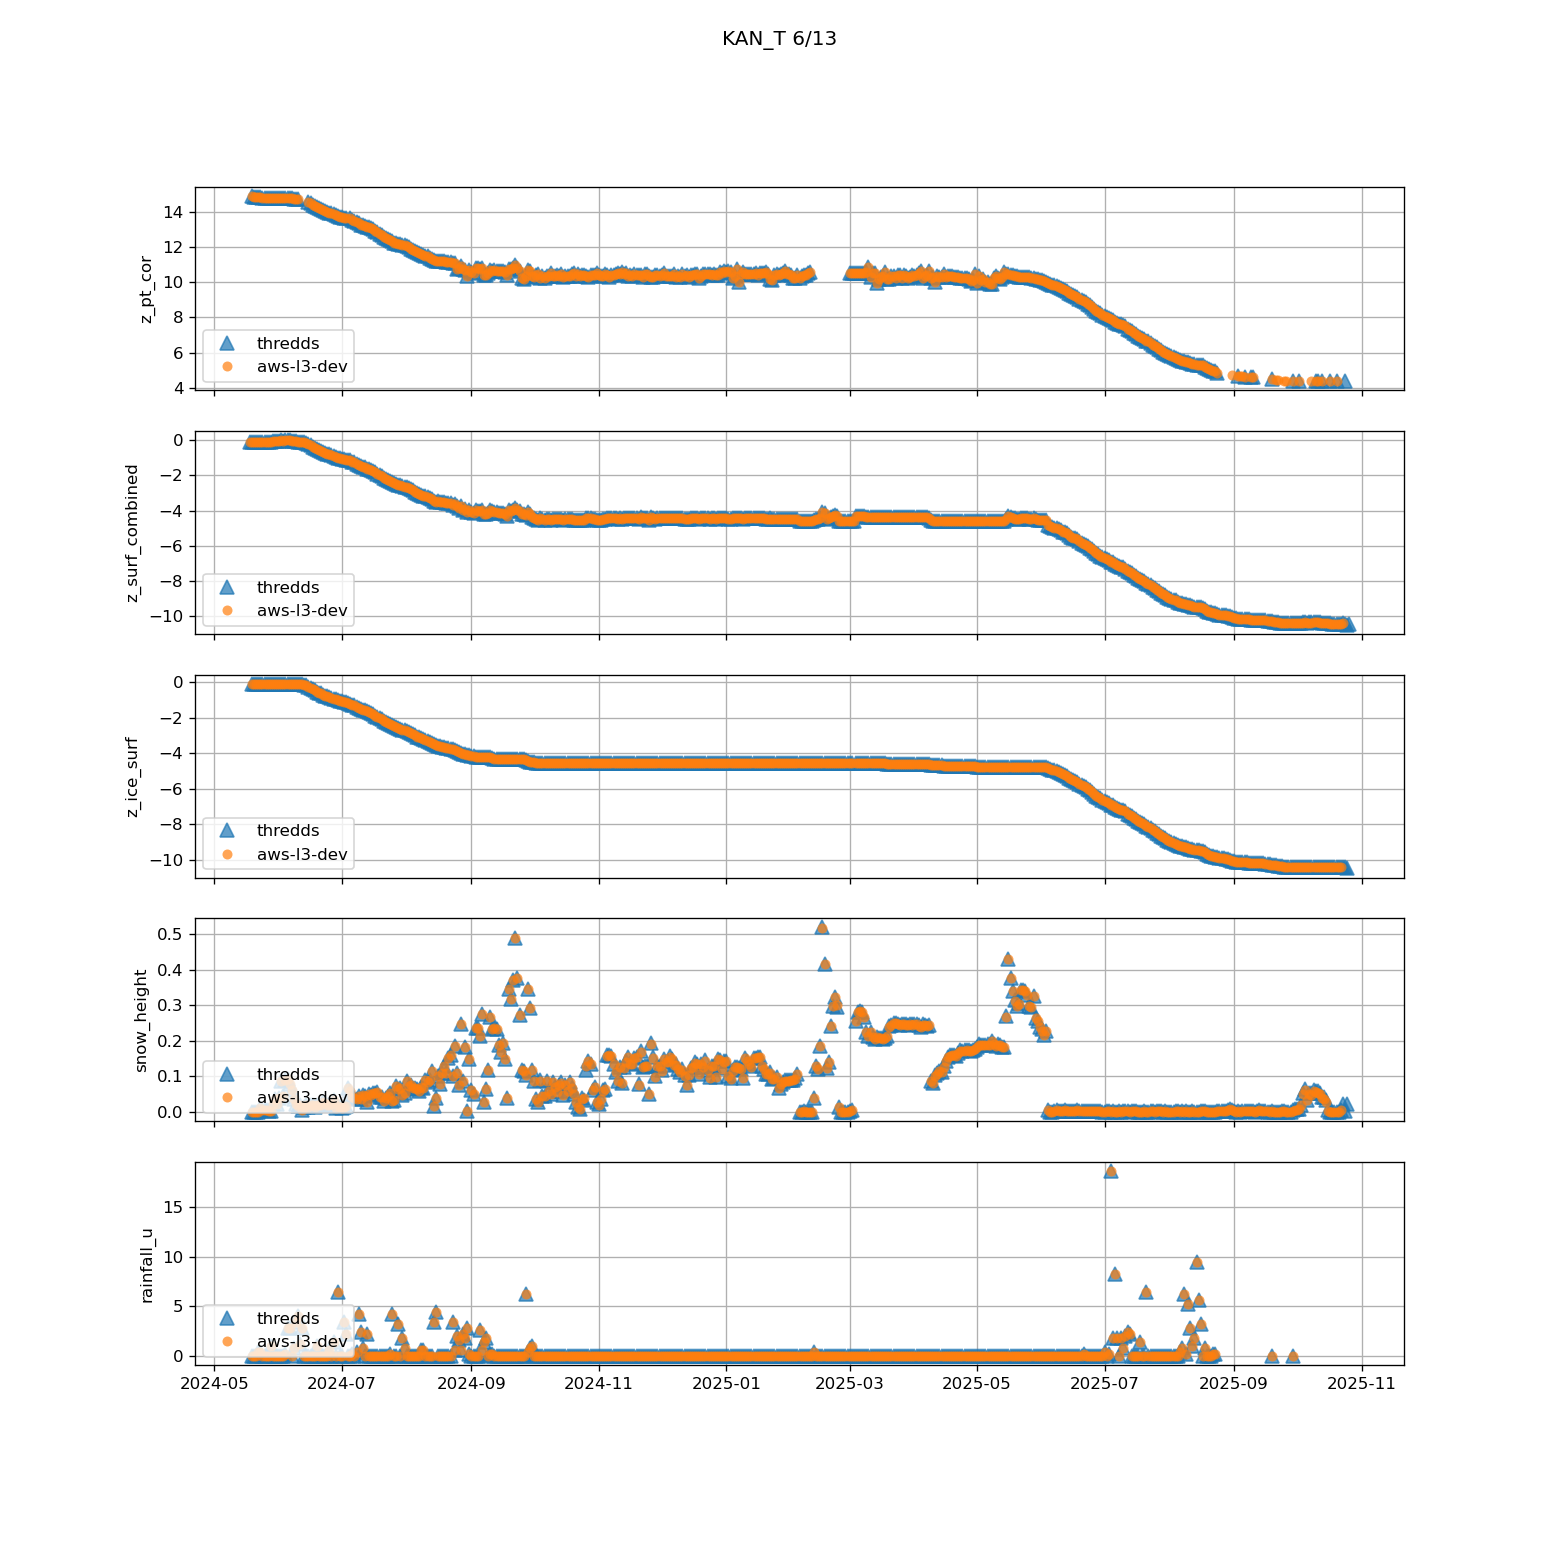 KAN_T 6/13
z_pt_cor
14
12
10
8
6
4
thredds
aws-l3-dev
z_surf_combined
0
−2
−4
−6
−8
−10
thredds
aws-l3-dev
z_ice_surf
0
−2
−4
−6
−8
−10
thredds
aws-l3-dev
snow_height
0.5
0.4
0.3
0.2
0.1
0.0
thredds
aws-l3-dev
rainfall_u
15
10
5
0
thredds
aws-l3-dev
2024-05 2024-07 2024-09 2024-11 2025-01 2025-03 2025-05 2025-07 2025-09 2025-11